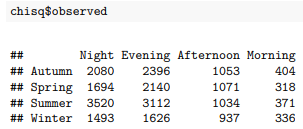 chisq$observed
##        Night Evening Afternoon Morning
## Autumn  2080    2396      1053     404
## Spring  1694    2140      1071     318
## Summer  3520    3112      1034     371
## Winter  1493    1626       937     336